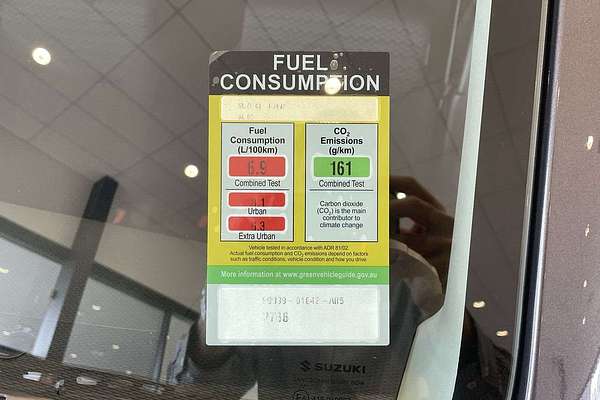 FUEL
CONSUMPTION
Fuel
Consumption
(L/100km)
6.9
Combined Test
Urban
Extra Urban
CO2
Emissions
(g/km)
161
Combined Test
Carbon dioxide
(CO2) is the main
contributor to
climate change
Vehicle tested in accordance with ADR 81/02.
Actual fuel consumption and CO2 emissions depend on factors
such as traffic conditions, vehicle condition and how you drive.
More information at www.greenvehicleguide.gov.au
SUZUKI